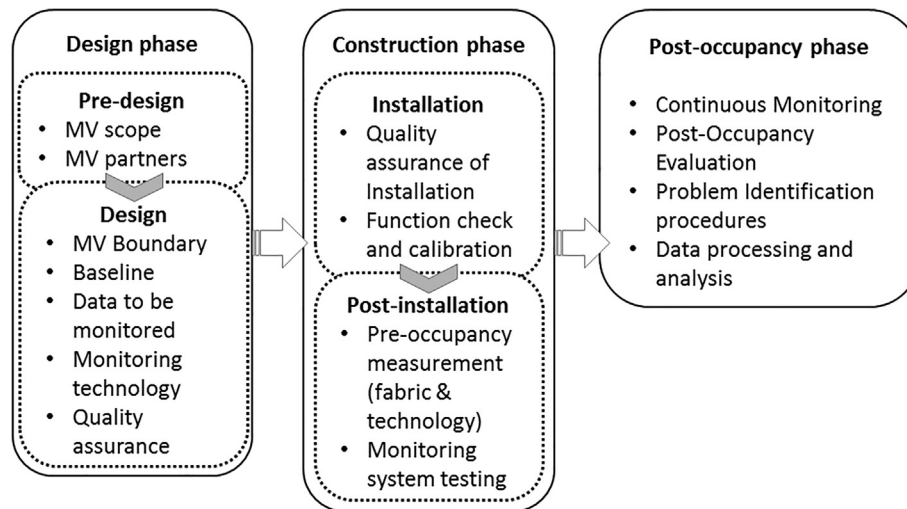 Design phase
Pre-design
• MV scope
• MV partners
Design
• MV Boundary
• Baseline
• Data to be
monitored
• Monitoring
technology
• Quality
assurance
Construction phase
Installation
• Quality
assurance of
Installation
• Function check
and calibration
Post-installation
• Pre-occupancy
measurement
(fabric &
technology)
• Monitoring
system testing
Post-occupancy phase
• Continuous Monitoring
• Post-Occupancy
Evaluation
• Problem Identification
procedures
• Data processing and
analysis